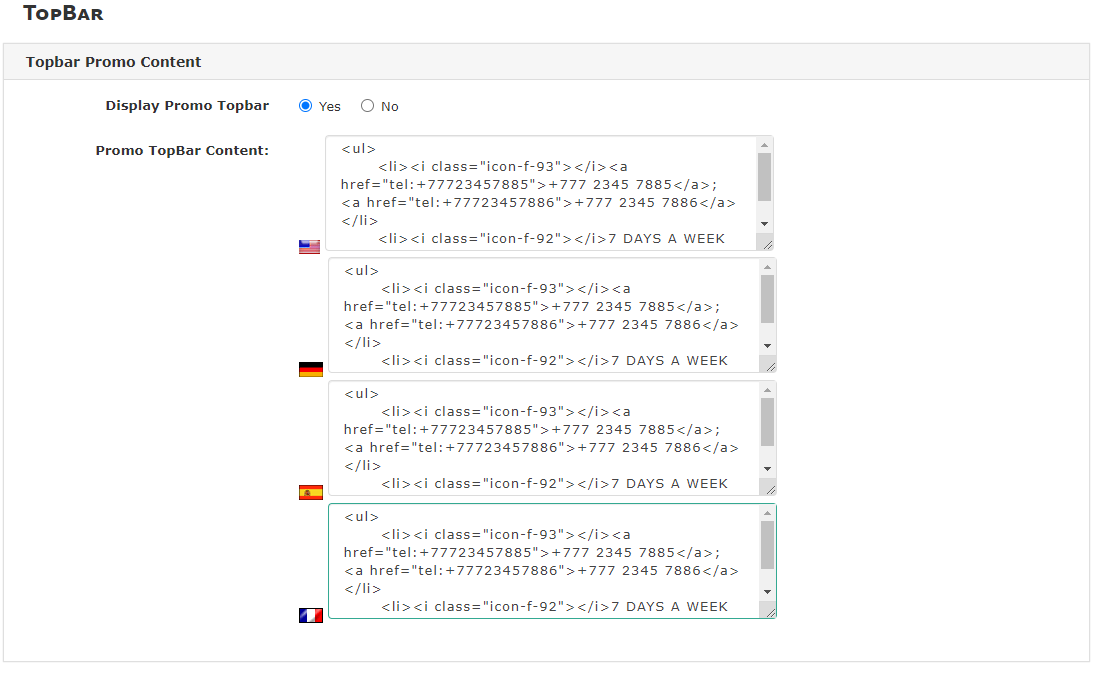 TopBar
Topbar Promo Content
Display Promo Topbar Yes No
Promo TopBar Content:
<ul>
<li><i class="icon-f-93"></i><a
href="tel:+77723457885">+777 2345 7885</a>;
<a href="tel:+77723457886">+777 2345 7886</a>
</li>
<li><i class="icon-f-92"></i>7 DAYS A WEEK
<ul>
<li><i class="icon-f-93"></i><a
href="tel:+77723457885">+777 2345 7885</a>;
<a href="tel:+77723457886">+777 2345 7886</a>
</li>
<li><i class="icon-f-92"></i>7 DAYS A WEEK
<ul>
<li><i class="icon-f-93"></i><a
href="tel:+77723457885">+777 2345 7885</a>;
<a href="tel:+77723457886">+777 2345 7886</a>
</li>
<li><i class="icon-f-92"></i>7 DAYS A WEEK
<ul>
<li><i class="icon-f-93"></i><a
href="tel:+77723457885">+777 2345 7885</a>;
<a href="tel:+77723457886">+777 2345 7886</a>
</li>
<li><i class="icon-f-92"></i>7 DAYS A WEEK